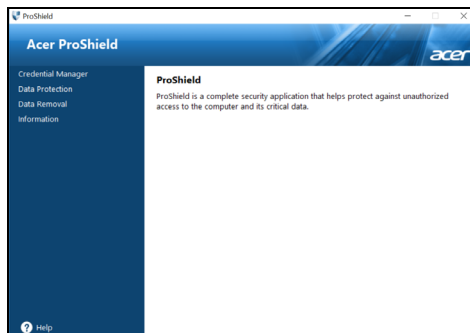 ProShield
Acer ProShield
acer
Credential Manager
Data Protection
Data Removal
Information
ProShield
ProShield is a complete security application that helps protect against unauthorized
access to the computer and its critical data.
? Help